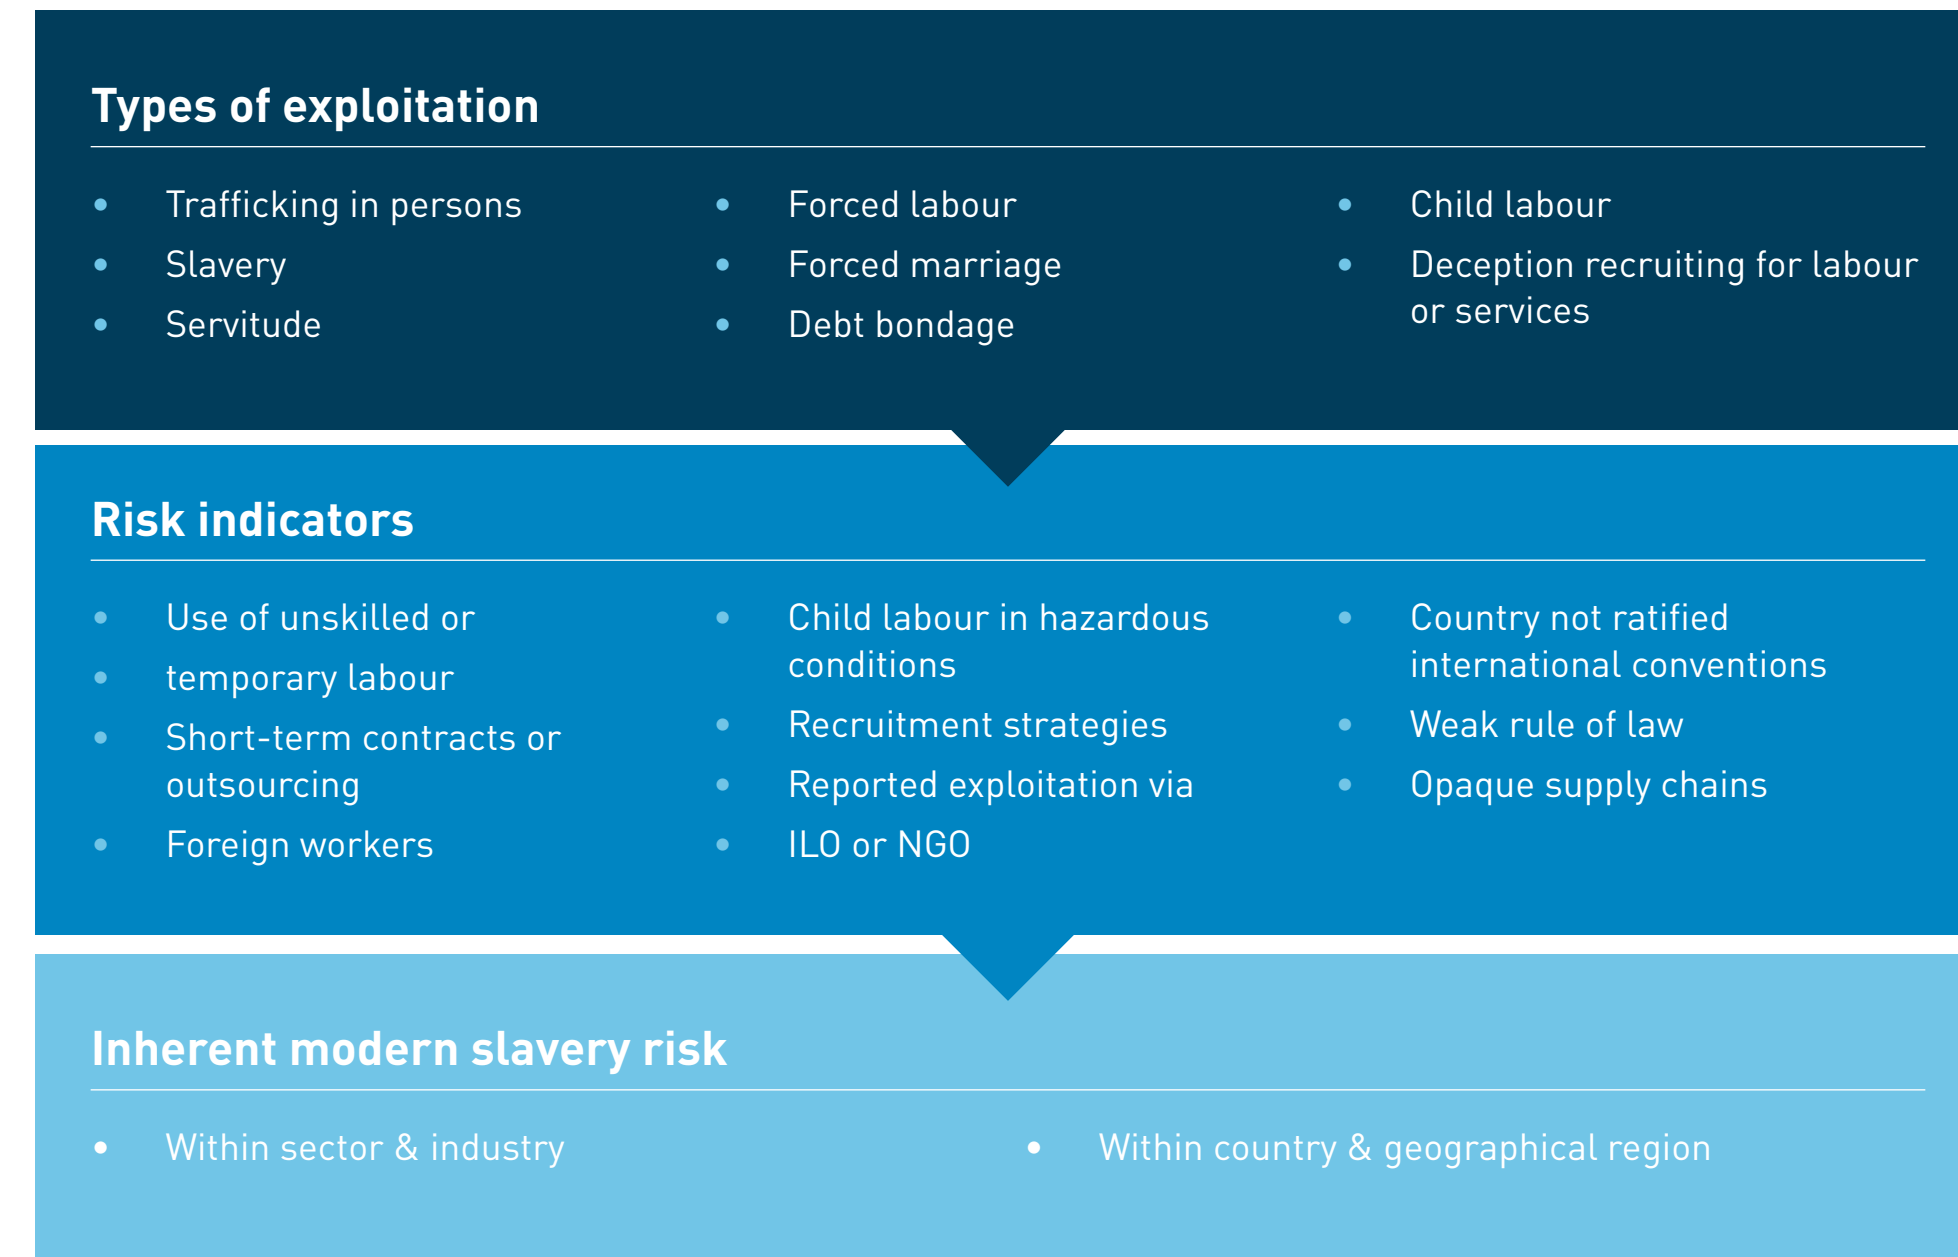 Types of exploitation
• Trafficking in persons
• Slavery
• Servitude
• Forced labour
• Forced marriage
• Debt bondage
• Child labour
• Deception recruiting for labour
or services
Risk indicators
• Use of unskilled or
• temporary labour
• Short-term contracts or
outsourcing
• Foreign workers
• Child labour in hazardous
conditions
• Recruitment strategies
• Reported exploitation via
• ILO or NGO
• Country not ratified
international conventions
• Weak rule of law
• Opaque supply chains
Inherent modern slavery risk
• Within sector & industry
• Within country & geographical region